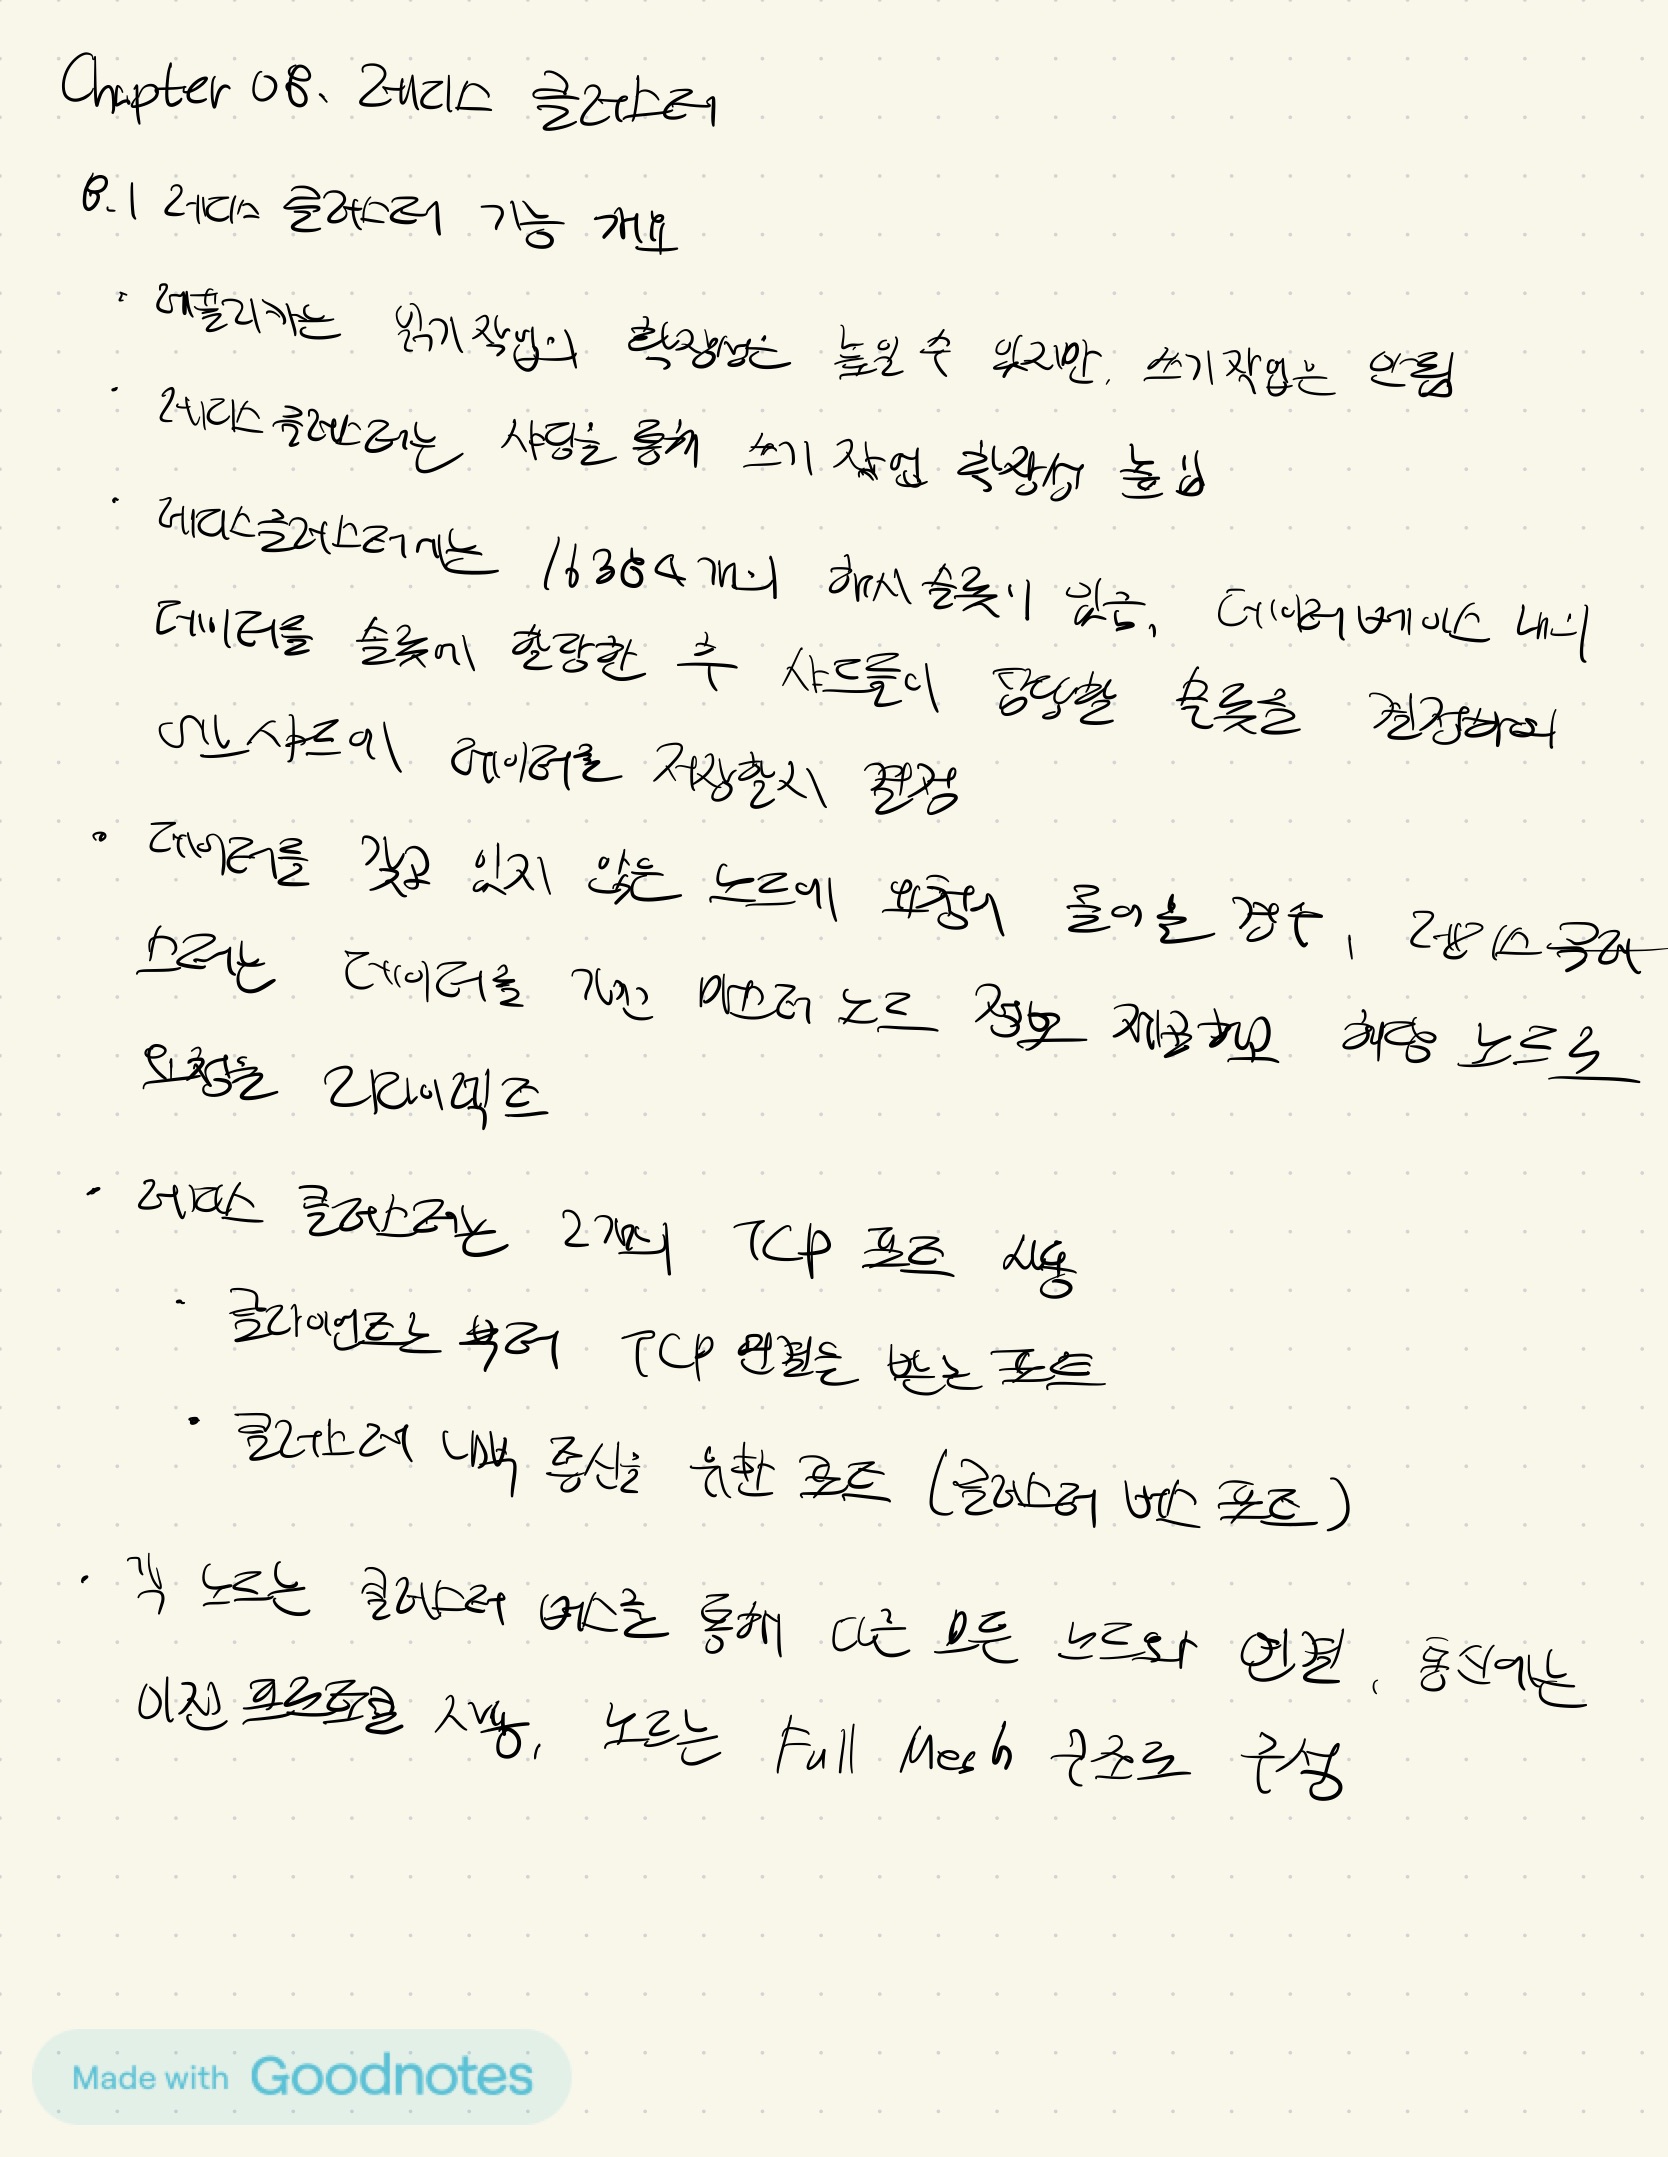 Chapter 08. 레디스 클러스터
8.1 레디스 클러스터 기능 개요
· 레플리카는 읽기 작업의 확장성은 높일 수 있지만, 쓰기 작업은 안됨
· 레디스 클러스터는 샤딩을 통해 쓰기 작업 확장성 높임
· 레디스 클러스터에는 16384개의 해시 슬롯이 있음, 데이터베이스 내의
데이터를 슬롯에 할당한 후 샤드들이 담당할 슬롯을 결정하여
어느 샤드에 데이터를 저장할지 결정
· 데이터를 갖고 있지 않은 노드에 요청이 들어올 경우, 레디스 클러
스터는 데이터를 가진 마스터 노드 정보 제공하고 해당 노드로
요청을 리다이렉트
· 레디스 클러스터는 2개의 TCP 포트 사용
· 클라이언트로 부터 TCP 연결을 받는 포트
· 클러스터 내부 통신을 위한 포트 (클러스터 버스 포트)
· 각 노드는 클러스터 버스를 통해 다른 모든 노드와 연결, 통신에는
이진 프로토콜 사용, 노드는 Full Mesh 구조로 구성
Made with Goodnotes